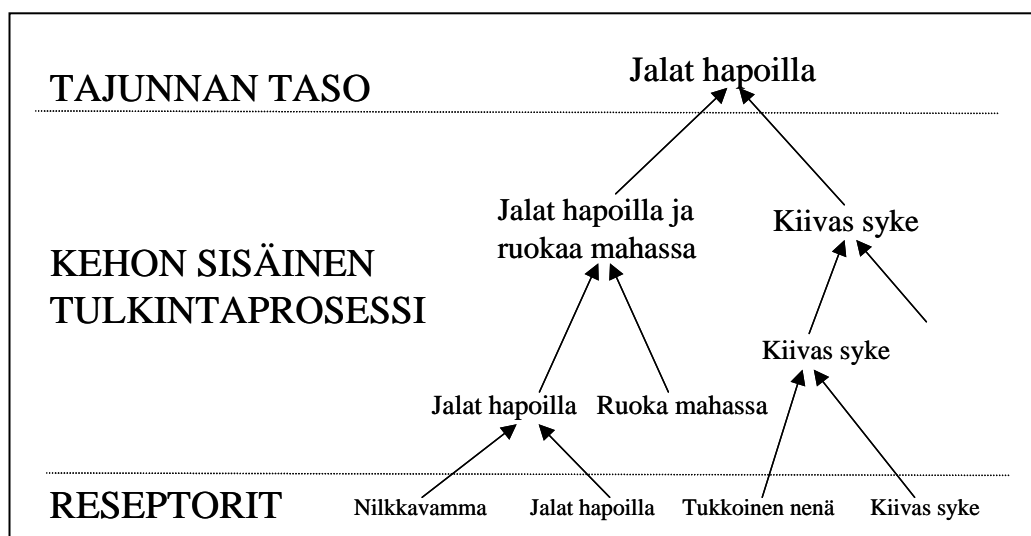 TAJUNNAN TASO
Jalat hapoilla
Jalat hapoilla ja
ruokaa mahassa
Kiivas syke
KEHON SISÄINEN
TULKINTAPROSESSI
Kiivas syke
Jalat hapoilla
Ruoka mahassa
RESEPTORIT
Nilkkavamma
Jalat hapoilla
Tukkoinen nenä
Kiivas syke